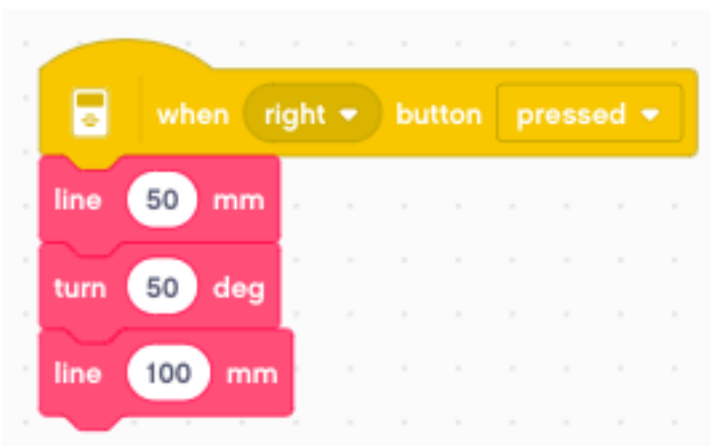 when right button pressed
line 50 mm
turn 50 deg
line 100 mm